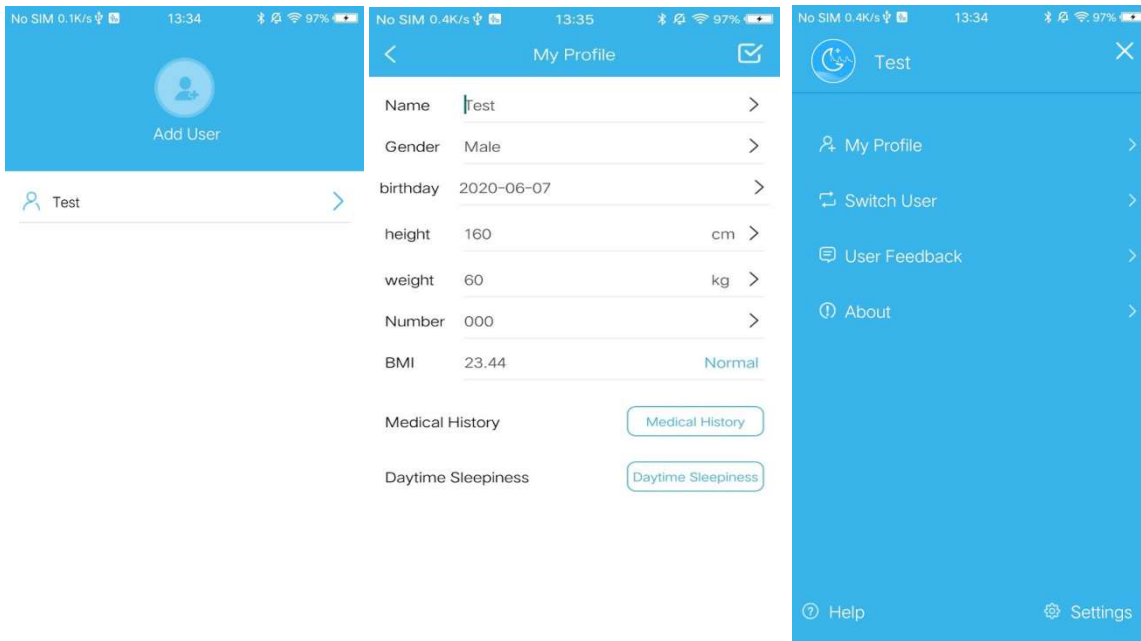 No SIM 0.1K/s 13:34 97%
Add User
Test
No SIM 0.4K/s 13:35 97%
My Profile
Name Test
Gender Male
birthday 2020-06-07
height 160 cm
weight 60 kg
Number 000
BMI 23.44 Normal
Medical History Medical History
Daytime Sleepiness Daytime Sleepiness
No SIM 0.4K/s 13:34 97%
Test
My Profile
Switch User
User Feedback
About
Help Settings